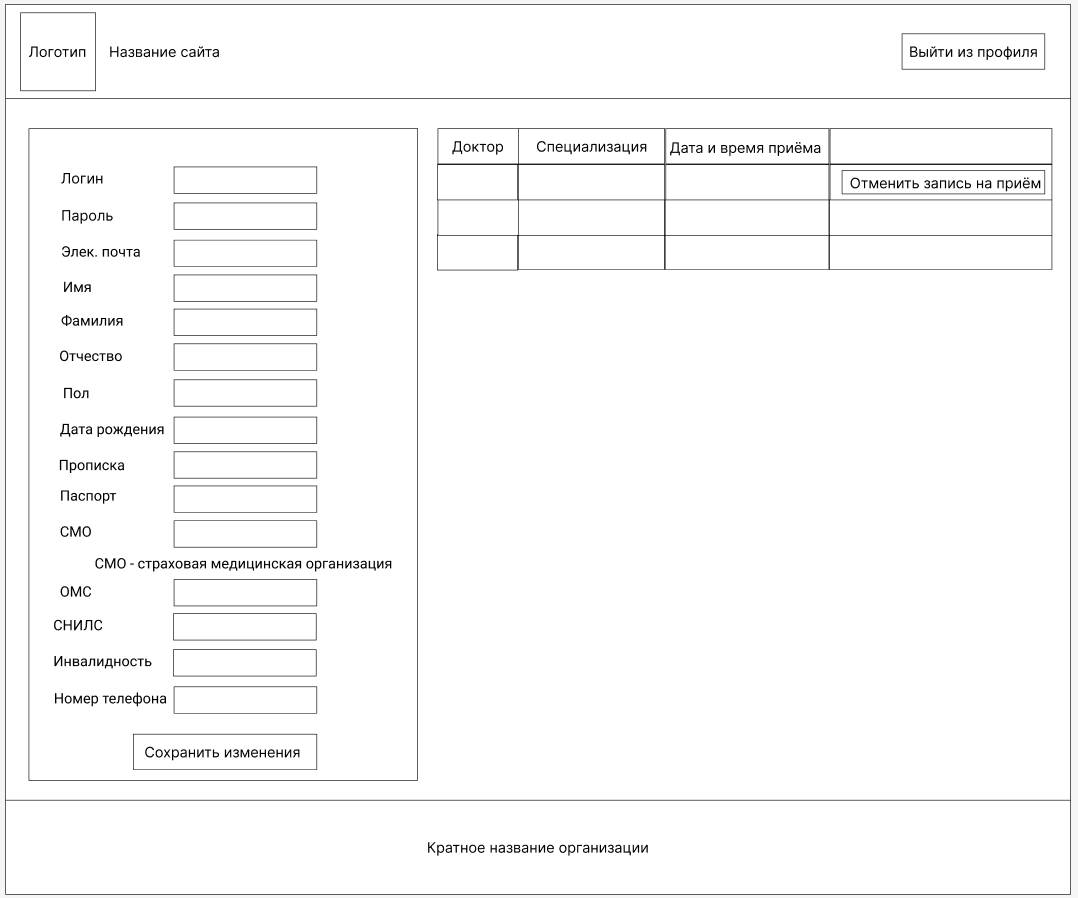 Логотип
Название сайта
Выйти из профиля
Логин
Пароль
Элек. почта
Имя
Фамилия
Отчество
Пол
Дата рождения
Прописка
Паспорт
СМО
СМО - страховая медицинская организация
ОМС
СНИЛС
Инвалидность
Номер телефона
Сохранить изменения
Доктор
Специализация
Дата и время приёма
Отменить запись на приём
Кратное название организации